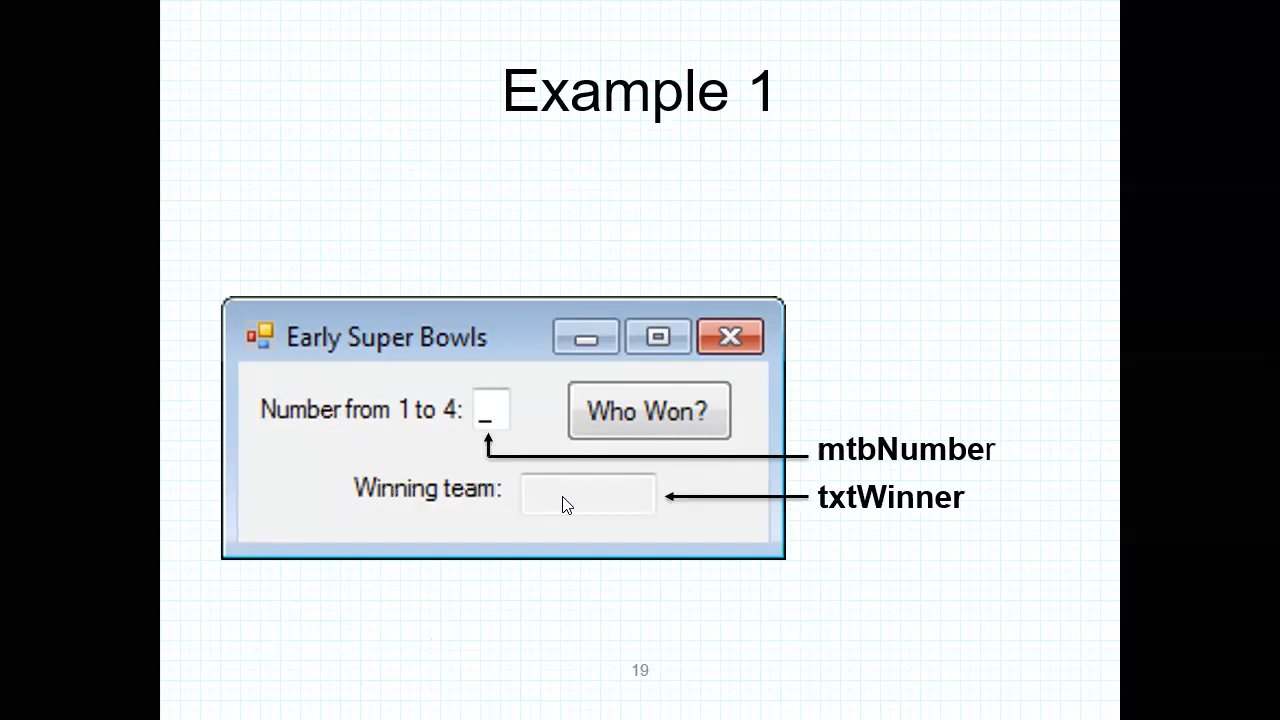 Example 1
Early Super Bowls
Number from 1 to 4: _
Who Won?
mtbNumber
Winning team:
txtWinner
19